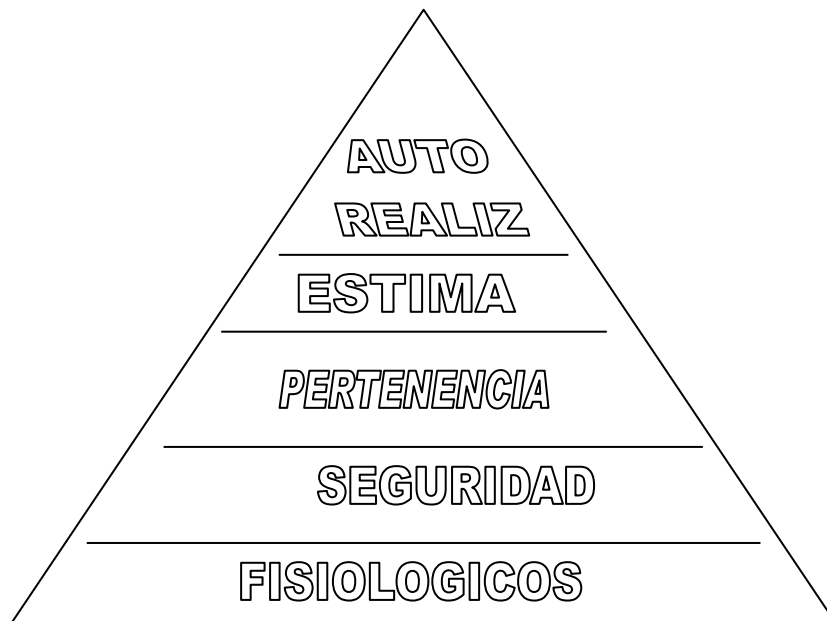 AUTO
REALIZ
ESTIMA
PERTENENCIA
SEGURIDAD
FISIOLOGICOS